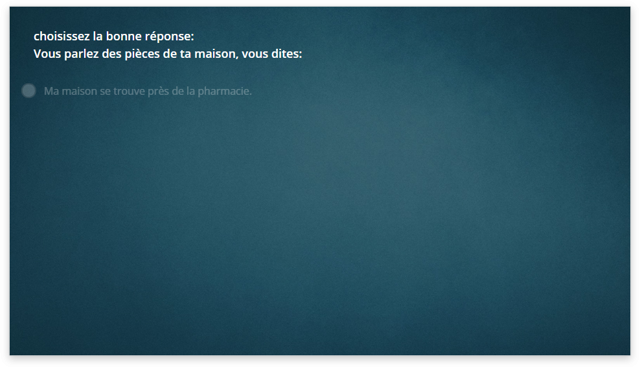 choisissez la bonne réponse:
Vous parlez des pièces de ta maison, vous dites:
Ma maison se trouve près de la pharmacie.